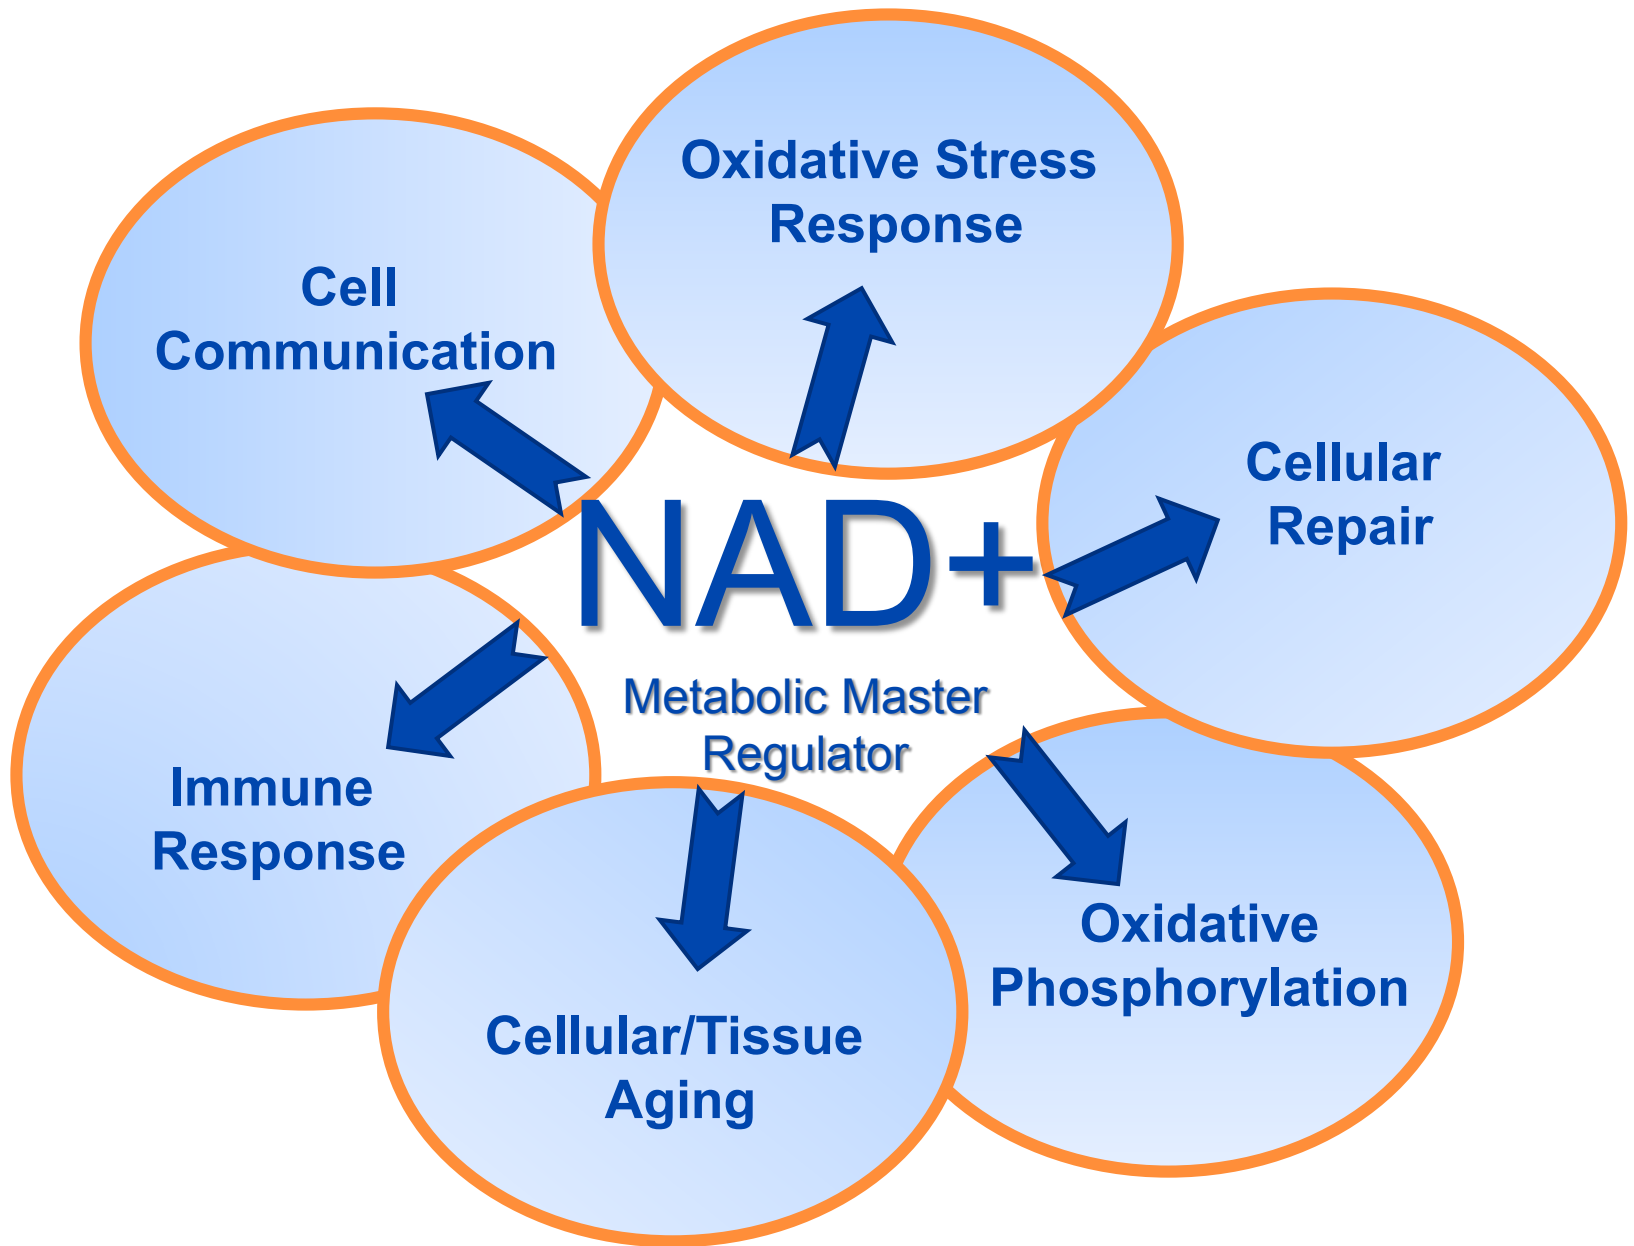 Oxidative Stress
Response
Cell
Communication
Cellular
Repair
NAD+
Metabolic Master
Regulator
Immune
Response
Oxidative
Phosphorylation
Cellular/Tissue
Aging